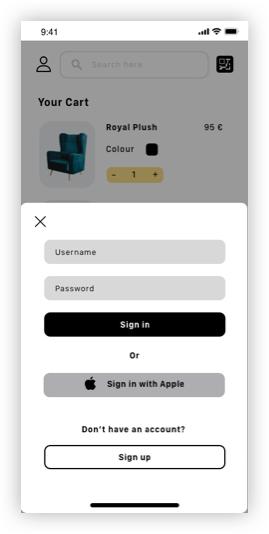 9:41
Search here
Your Cart
Royal Plush 95 €
Colour
- 1 +
Username
Password
Sign in
Or
Sign in with Apple
Don't have an account?
Sign up